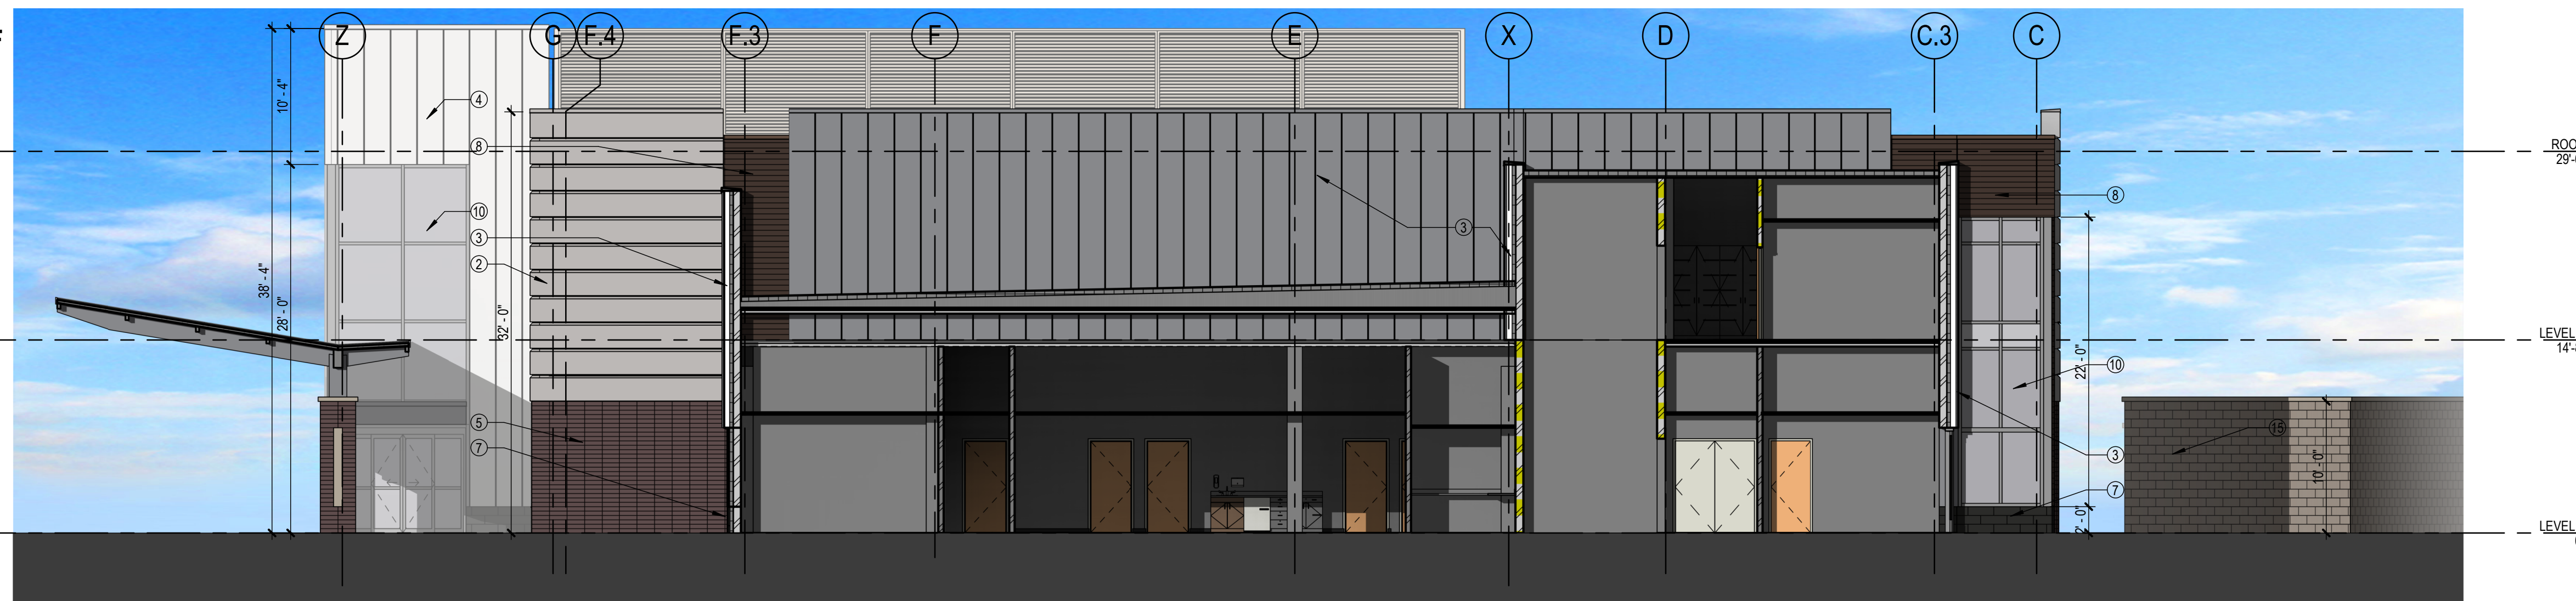 Z
G
F.4
F.3
F
E
X
D
C.3
C
10' - 4"
4
8
ROO
29'-
8
10
3
3
2
38' - 4"
28' - 0"
32' - 0"
LEVEL
14'-
22' - 0"
10
5
15
7
3
10' - 0"
7
2' - 0"
LEVEL